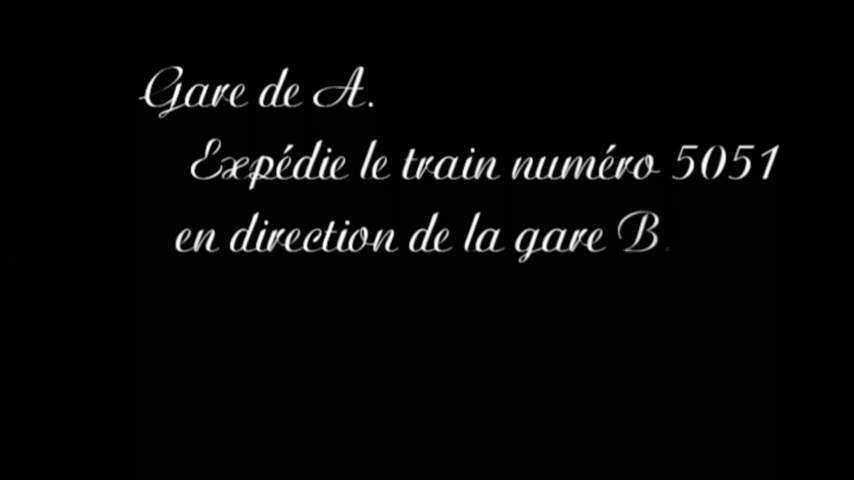 Gare de A.
Expédie le train numéro 5051
en direction de la gare B.